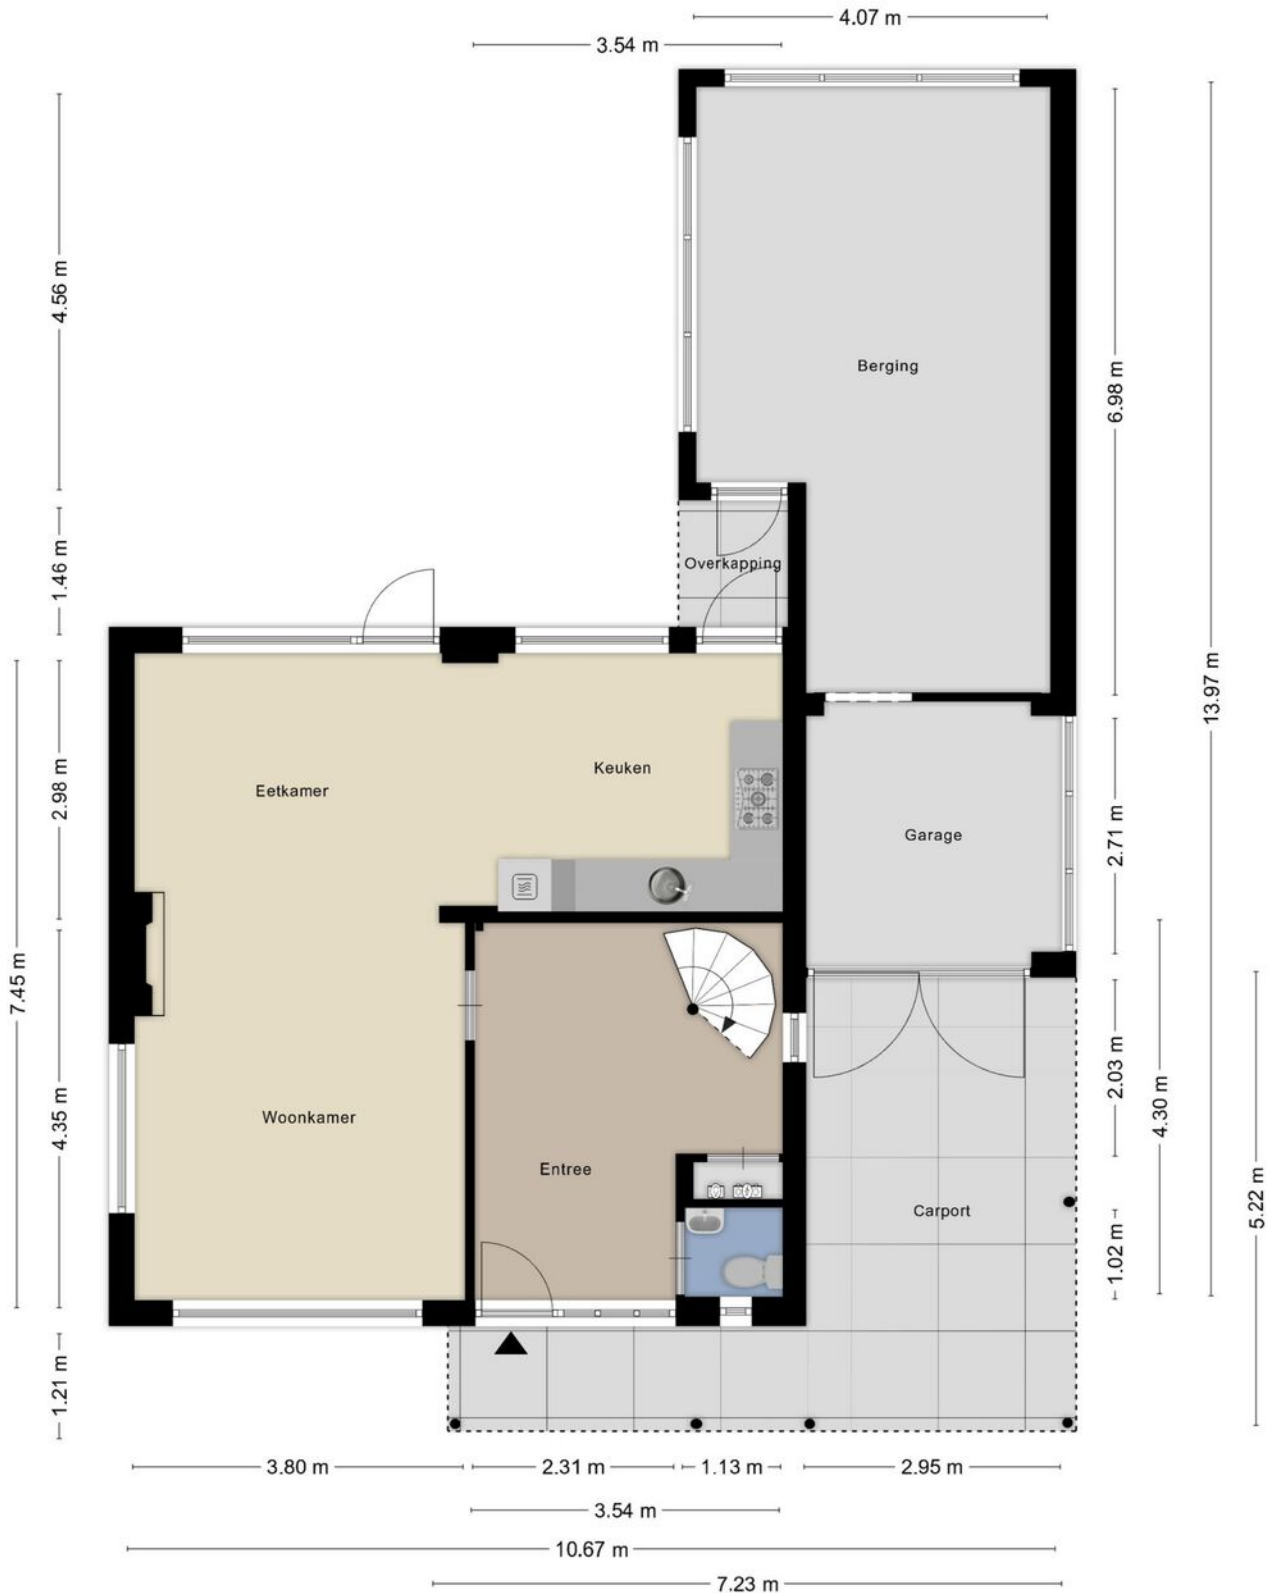 4.07 m
3.54 m
4.56 m
Berging
6.98 m
1.46 m
Overkapping
13.97 m
2.98 m
Keuken
Eetkamer
Garage
2.71 m
7.45 m
4.35 m
2.03 m
4.30 m
Woonkamer
Entree
Carport
5.22 m
1.02 m
1.21 m
3.80 m
2.31 m
1.13 m
2.95 m
3.54 m
10.67 m
7.23 m